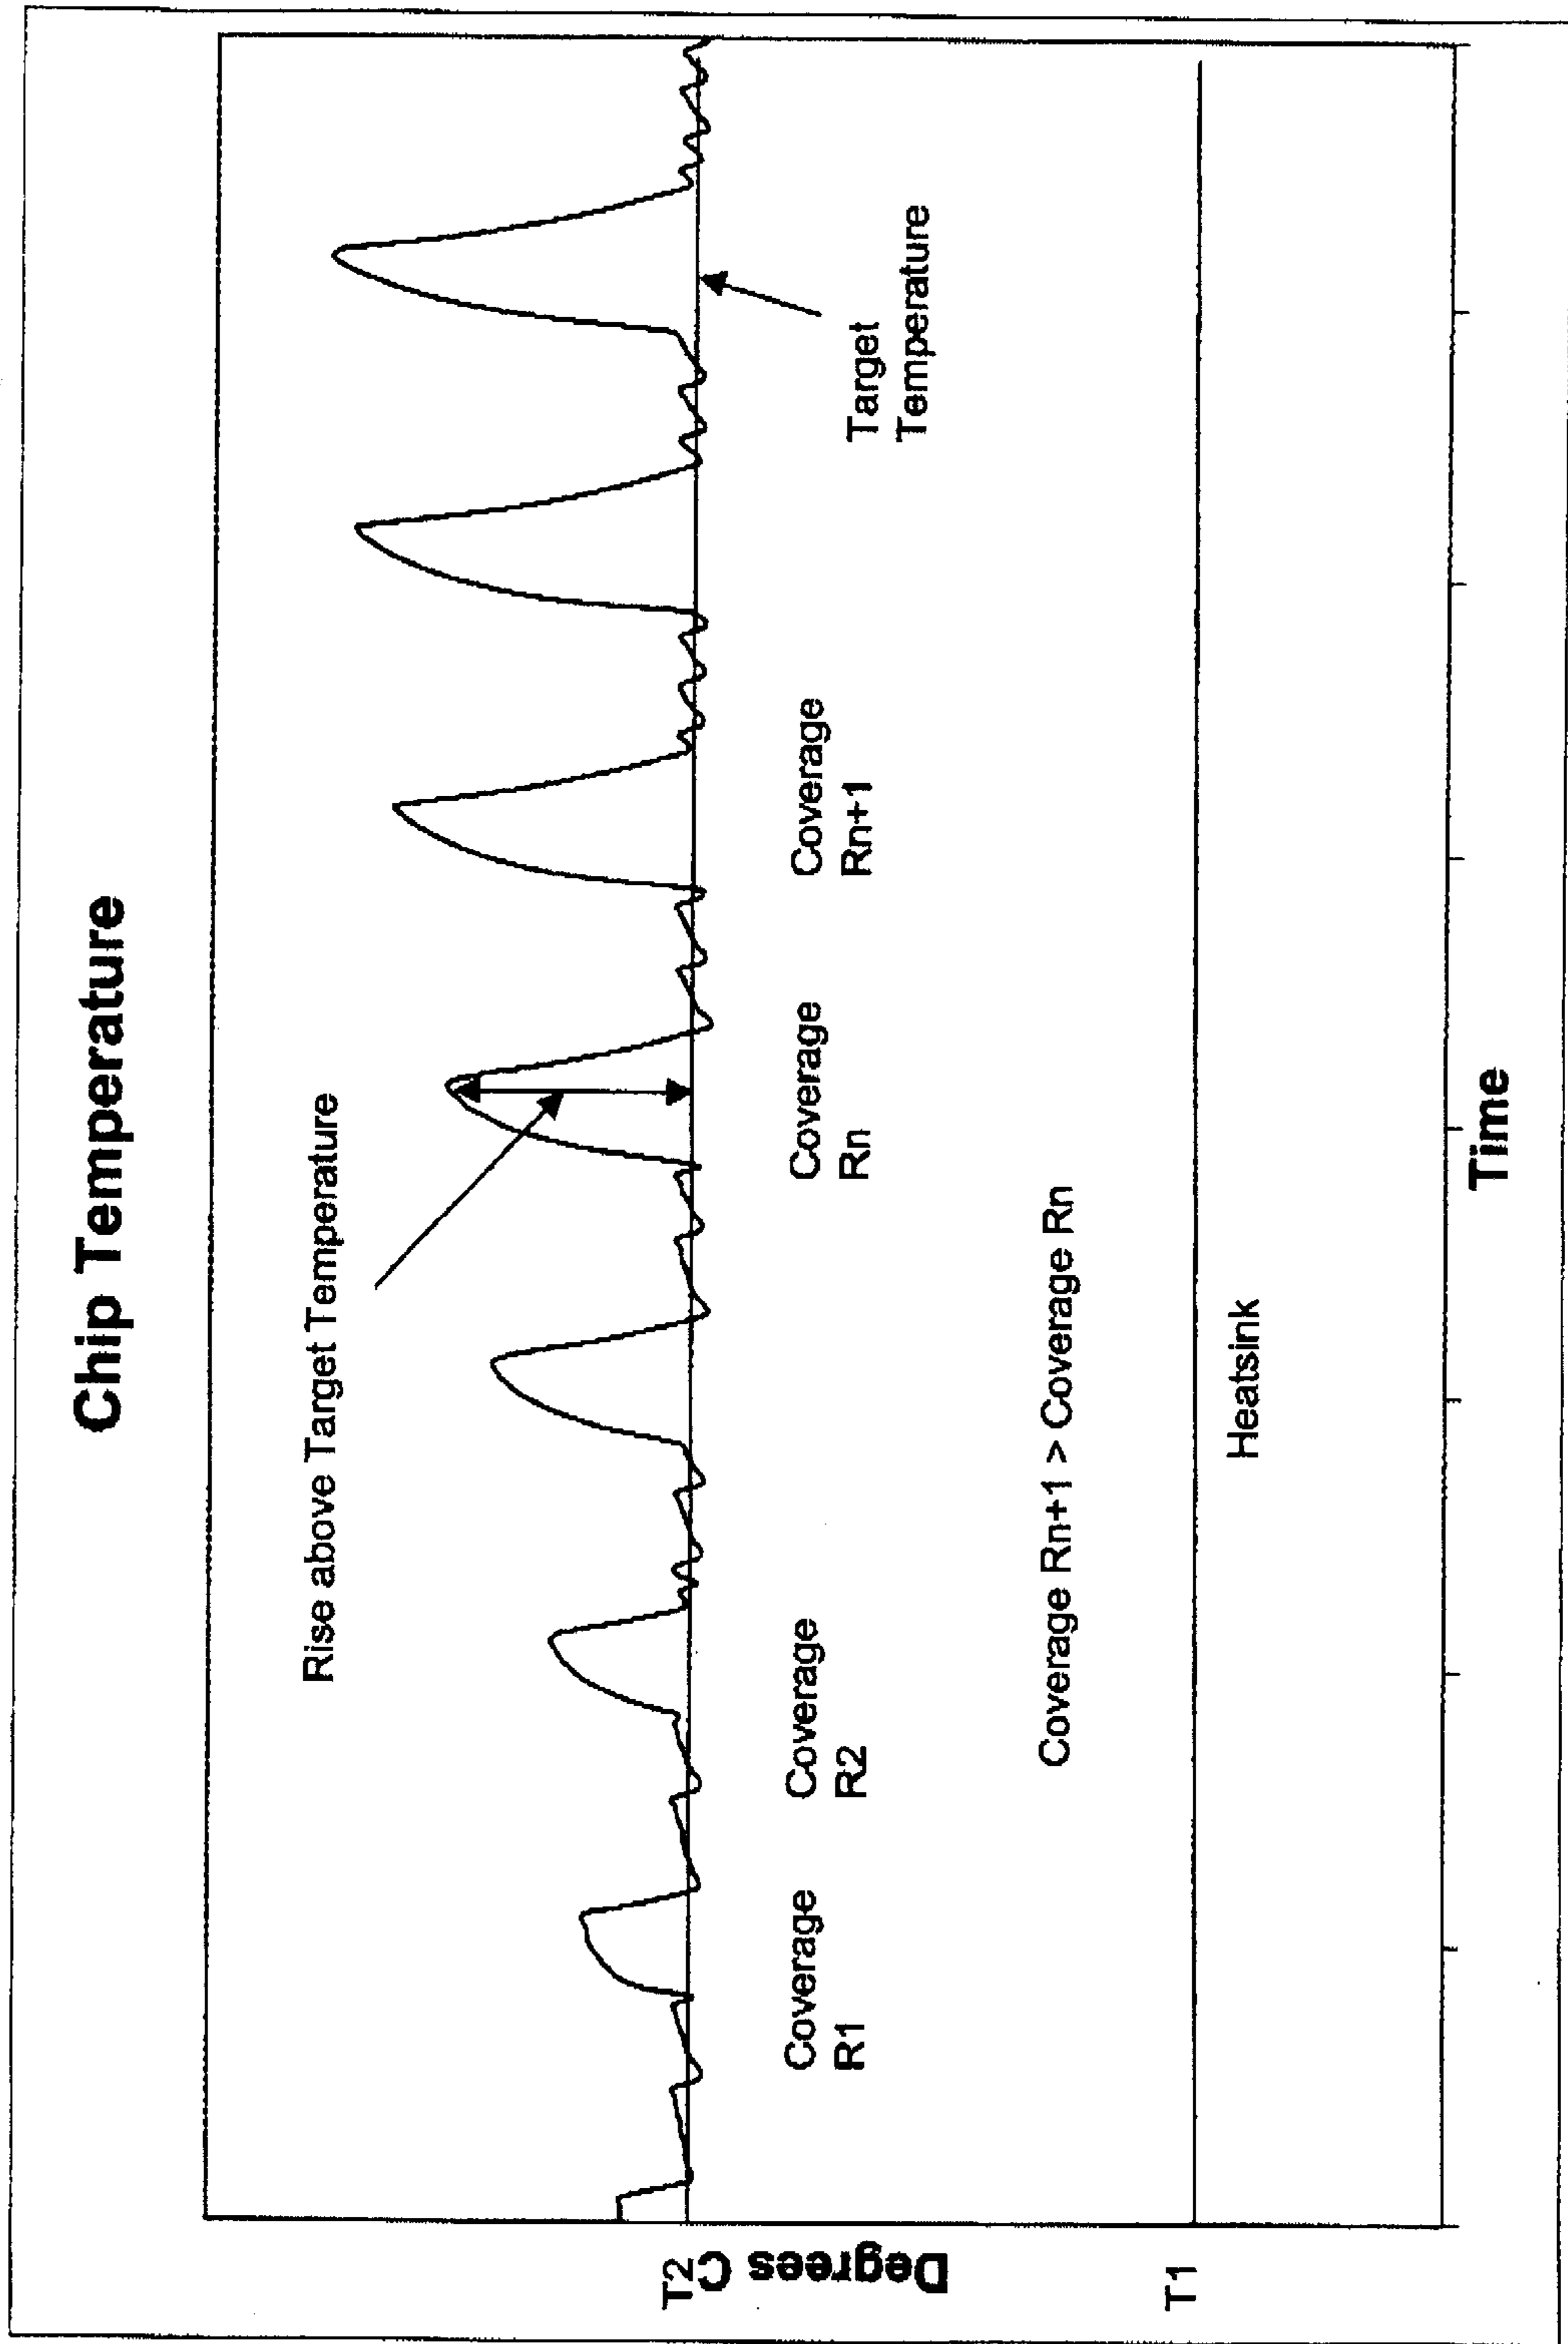 Chip Temperature
Rise above Target Temperature
T2
Degrees C
T1
Coverage
R1
Coverage
R2
Coverage
Rn
Coverage
Rn+1
Target
Temperature
Coverage Rn+1 > Coverage Rn
Heatsink
Time